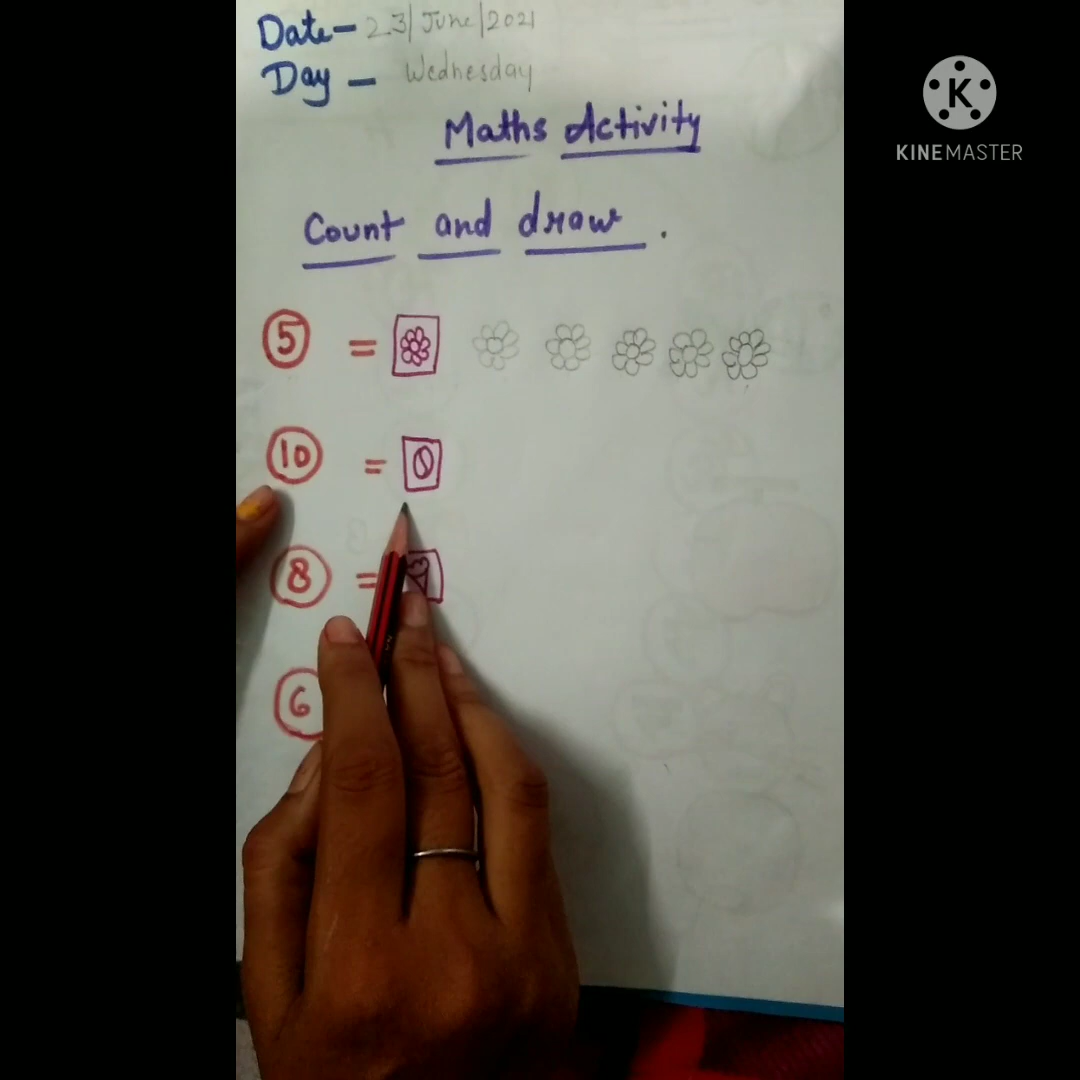 Date- 23/June/2021
Day - Wednesday
Maths Activity
Count and draw.
5 =
10 =
8 =
6
K
KINEMASTER